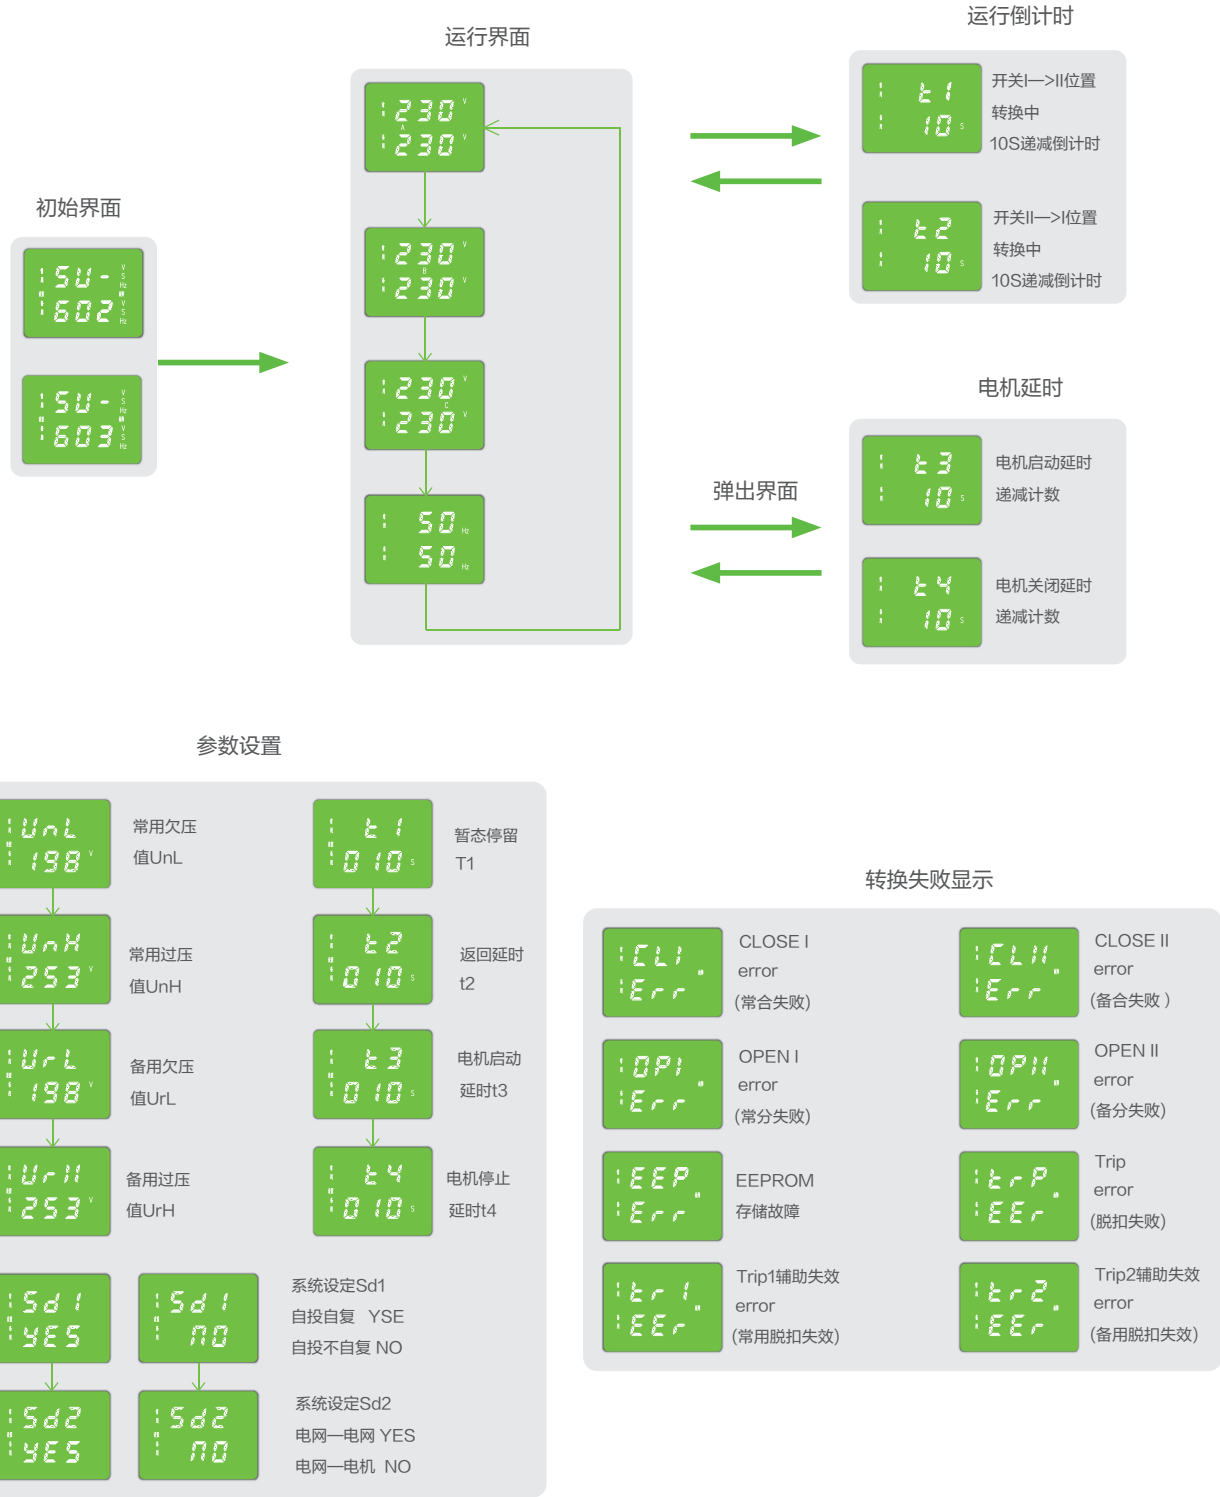 初始界面
SU-
V
S
Hz
602
V
S
Hz
SU-
V
S
Hz
603
V
S
Hz
运行界面
230 V
A
230 V
230 V
B
230 V
230 V
C
230 V
50 Hz
50 Hz
运行倒计时
t1
10 S
开关I—>II位置
转换中
10S递减倒计时
t2
10 S
开关II—>I位置
转换中
10S递减倒计时
弹出界面
电机延时
t3
10 S
电机启动延时
递减计数
t4
10 S
电机关闭延时
递减计数
参数设置
UnL
198 V
常用欠压
值UnL
UnH
253 V
常用过压
值UnH
UrL
198 V
备用欠压
值UrL
UrH
253 V
备用过压
值UrH
t1
010 S
暂态停留
T1
t2
010 S
返回延时
t2
t3
010 S
电机启动
延时t3
t4
010 S
电机停止
延时t4
Sd1
YES
Sd1
NO
系统设定Sd1
自投自复 YSE
自投不自复 NO
Sd2
YES
Sd2
NO
系统设定Sd2
电网—电网 YES
电网—电机 NO
转换失败显示
CLI
Err
CLOSE I
error
(常合失败)
CLII
Err
CLOSE II
error
(备合失败 )
OPI
Err
OPEN I
error
(常分失败)
OPII
Err
OPEN II
error
(备分失败)
EEP
Err
EEPROM
存储故障
trP
EEr
Trip
error
(脱扣失败)
tr1
EEr
Trip1辅助失效
error
(常用脱扣失效)
tr2
EEr
Trip2辅助失效
error
(备用脱扣失效)